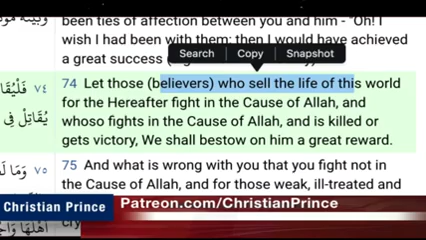 been ties of affection between you and him - "Oh! I
wish I had been with them; then I would have achieved
a great success
Search Copy Snapshot
74 Let those (believers) who sell the life of this world
for the Hereafter fight in the Cause of Allah, and
whoso fights in the Cause of Allah, and is killed or
gets victory, We shall bestow on him a great reward.
٧٤
75 And what is wrong with you that you fight not in
the Cause of Allah, and for those weak, ill-treated and
٧٥
Christian Prince
Patreon.com/ChristianPrince